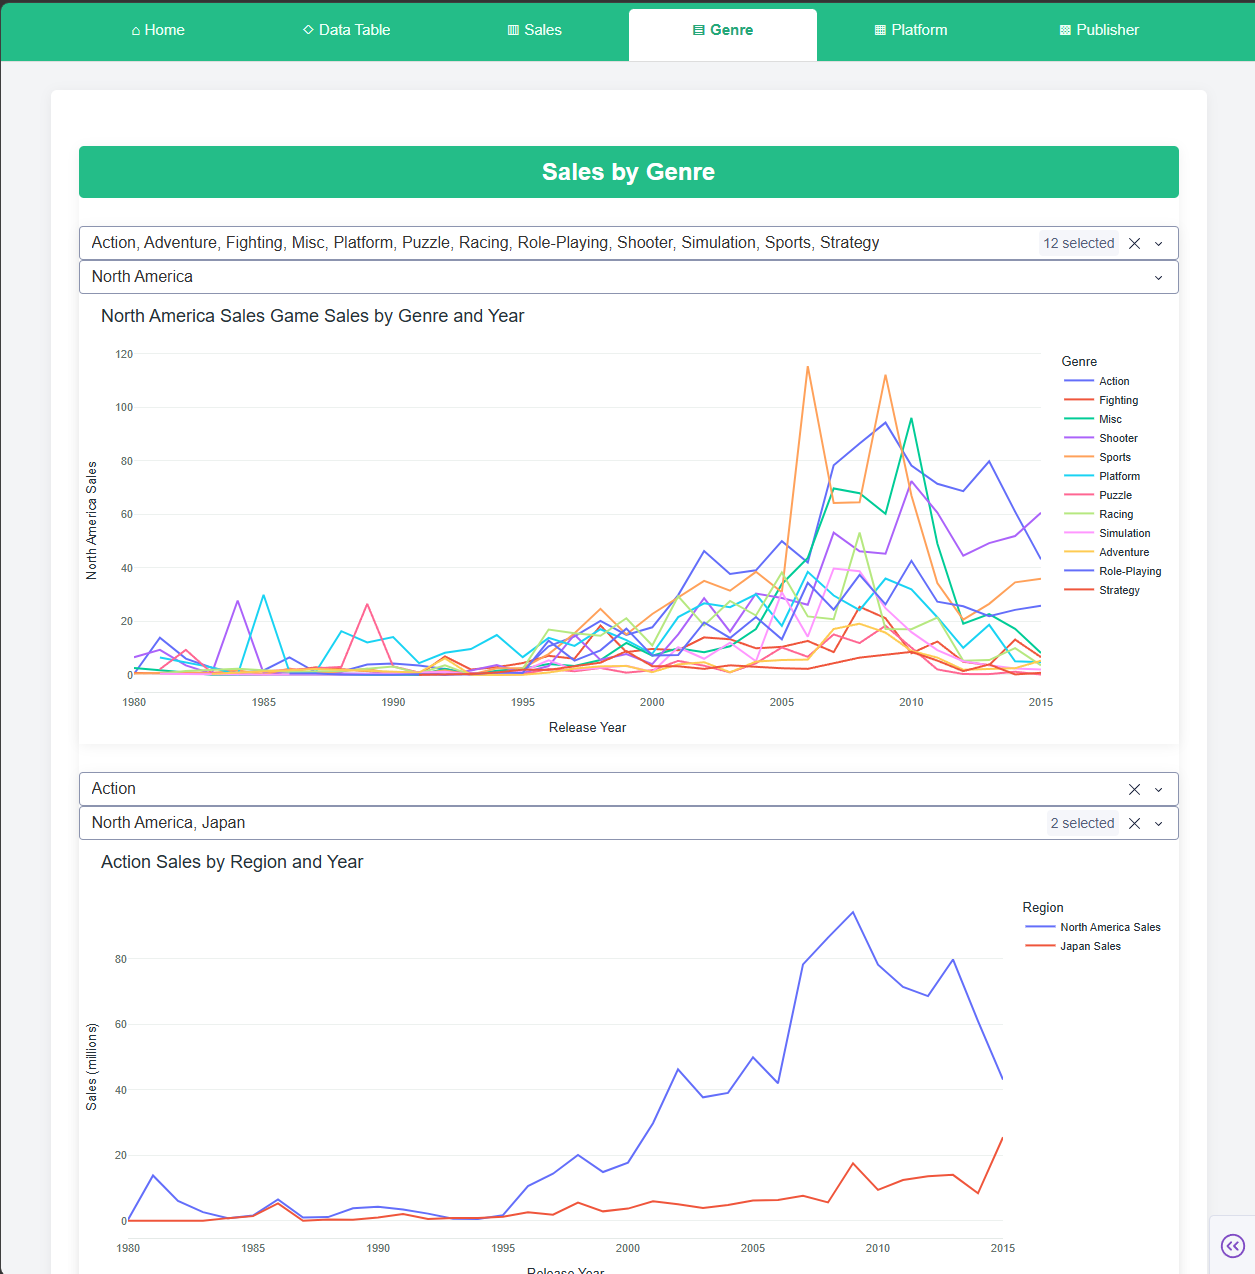 Home
Data Table
Sales
Genre
Platform
Publisher
Sales by Genre
Action, Adventure, Fighting, Misc, Platform, Puzzle, Racing, Role-Playing, Shooter, Simulation, Sports, Strategy
12 selected
North America
North America Sales Game Sales by Genre and Year
120
100
80
60
40
20
0
North America Sales
1980
1985
1990
1995
2000
2005
2010
2015
Release Year
Genre
Action
Fighting
Misc
Shooter
Sports
Platform
Puzzle
Racing
Simulation
Adventure
Role-Playing
Strategy
Action
North America, Japan
2 selected
Action Sales by Region and Year
80
60
40
20
0
Sales (millions)
1980
1985
1990
1995
2000
2005
2010
2015
Release Year
Region
North America Sales
Japan Sales